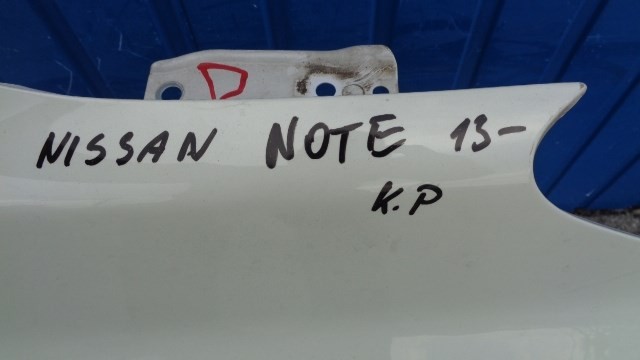 NISSAN NOTE 13-
K.P